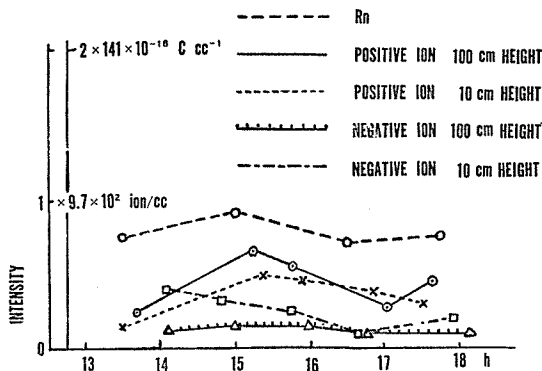 Rn
2×141×10⁻¹⁶ C cc⁻¹
POSITIVE ION 100 cm HEIGHT
POSITIVE ION 10 cm HEIGHT
NEGATIVE ION 100 cm HEIGHT
NEGATIVE ION 10 cm HEIGHT
1 ×9.7×10² ion/cc
INTENSITY
0
13 14 15 16 17 18 h